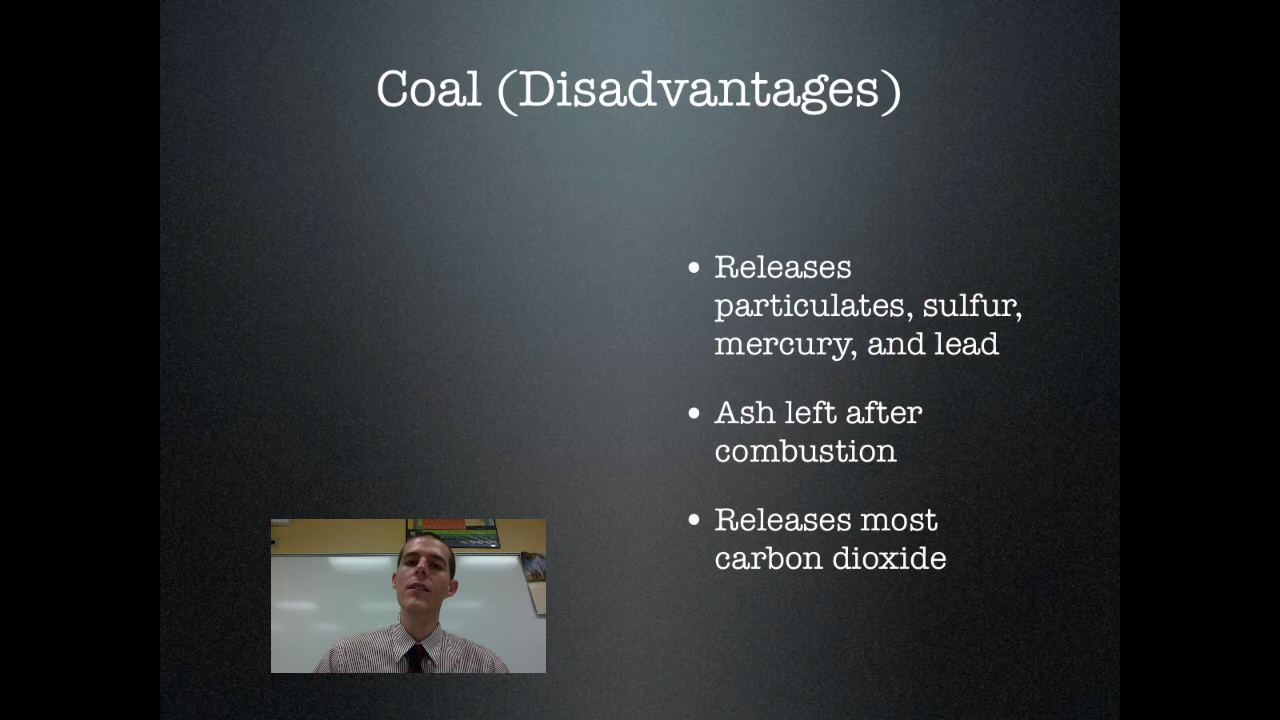 Coal (Disadvantages)
• Releases
particulates, sulfur,
mercury, and lead
• Ash left after
combustion
• Releases most
carbon dioxide